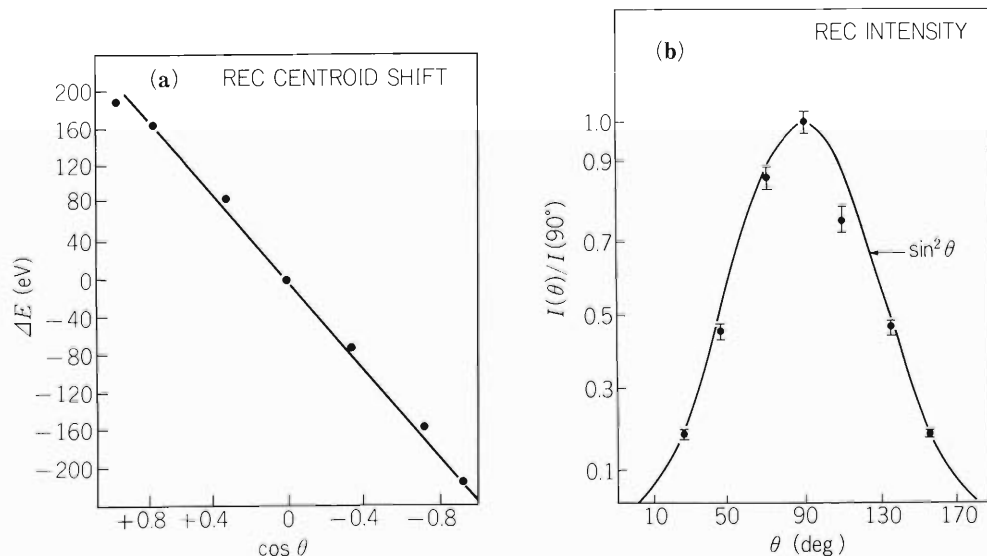 (a) REC CENTROID SHIFT
200
160
120
80
40
0
−40
−80
−120
−160
−200
ΔE (eV)
+0.8 +0.4 0 −0.4 −0.8
cos θ
(b) REC INTENSITY
1.0
0.9
0.7
0.5
0.3
0.1
I(θ)/I(90°)
sin² θ
10 50 90 130 170
θ (deg)